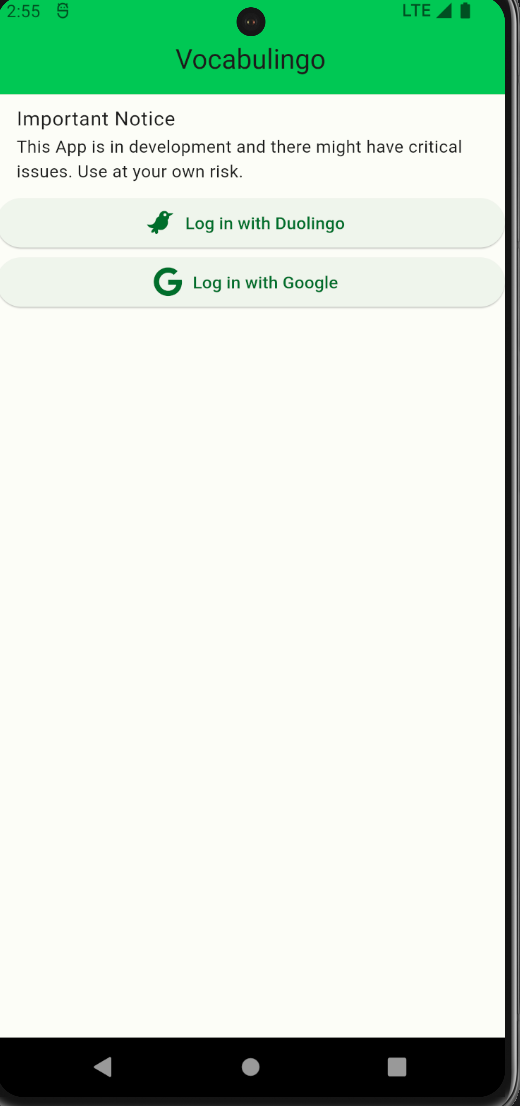 2:55
LTE
Vocabulingo
Important Notice
This App is in development and there might have critical
issues. Use at your own risk.
Log in with Duolingo
Log in with Google